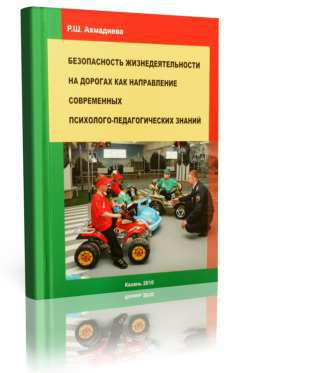 Р.Ш. Ахмадиева
БЕЗОПАСНОСТЬ ЖИЗНЕДЕЯТЕЛЬНОСТИ
НА ДОРОГАХ КАК НАПРАВЛЕНИЕ
СОВРЕМЕННЫХ
ПСИХОЛОГО-ПЕДАГОГИЧЕСКИХ ЗНАНИЙ
Казань 2010